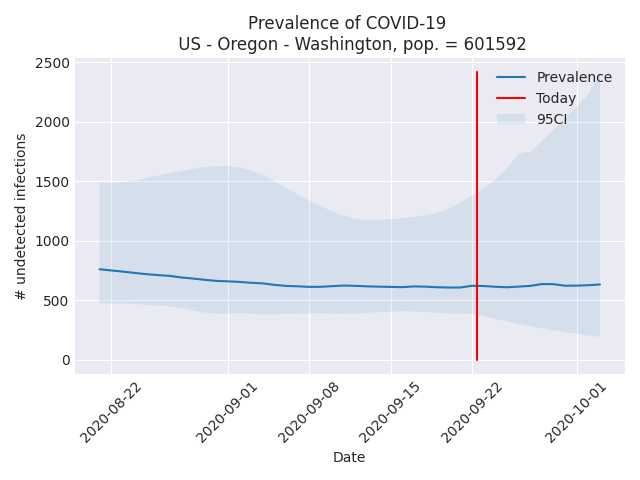 Prevalence of COVID-19
US - Oregon - Washington, pop. = 601592
# undetected infections
2500
2000
1500
1000
500
0
Prevalence
Today
95CI
2020-08-22
2020-09-01
2020-09-08
2020-09-15
2020-09-22
2020-10-01
Date